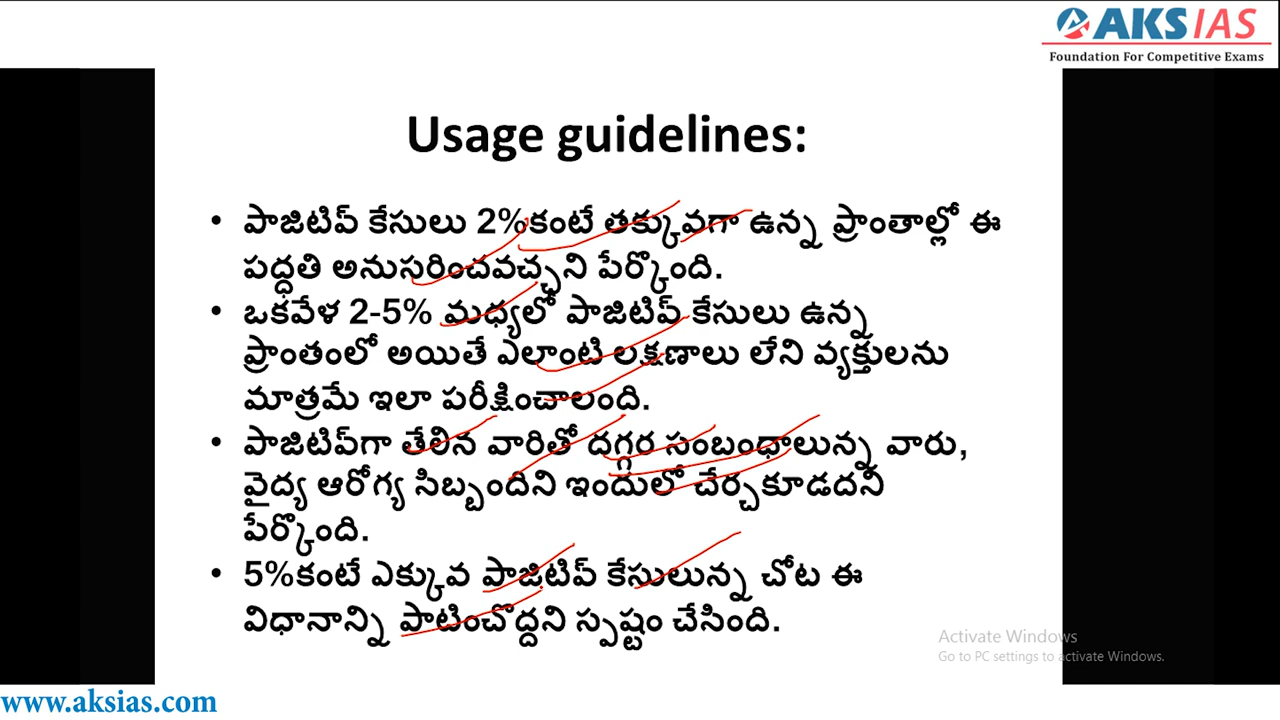 AKS IAS
Foundation For Competitive Exams
Usage guidelines:
• పాజిటివ్ కేసులు 2%కంటే తక్కువగా ఉన్న ప్రాంతాల్లో ఈ
పద్ధతి అనుసరించవచ్చని పేర్కొంది.
• ఒకవేళ 2-5% మధ్యలో పాజిటివ్ కేసులు ఉన్న
ప్రాంతంలో అయితే ఎలాంటి లక్షణాలు లేని వ్యక్తులను
మాత్రమే ఇలా పరీక్షించాలంది.
• పాజిటివ్‌గా తేలిన వారితో దగ్గర సంబంధాలున్న వారు,
వైద్య ఆరోగ్య సిబ్బందిని ఇందులో చేర్చకూడదని
పేర్కొంది.
• 5%కంటే ఎక్కువ పాజిటివ్ కేసులున్న చోట ఈ
విధానాన్ని పాటించొద్దని స్పష్టం చేసింది.
Activate Windows
Go to PC settings to activate Windows.
www.aksias.com